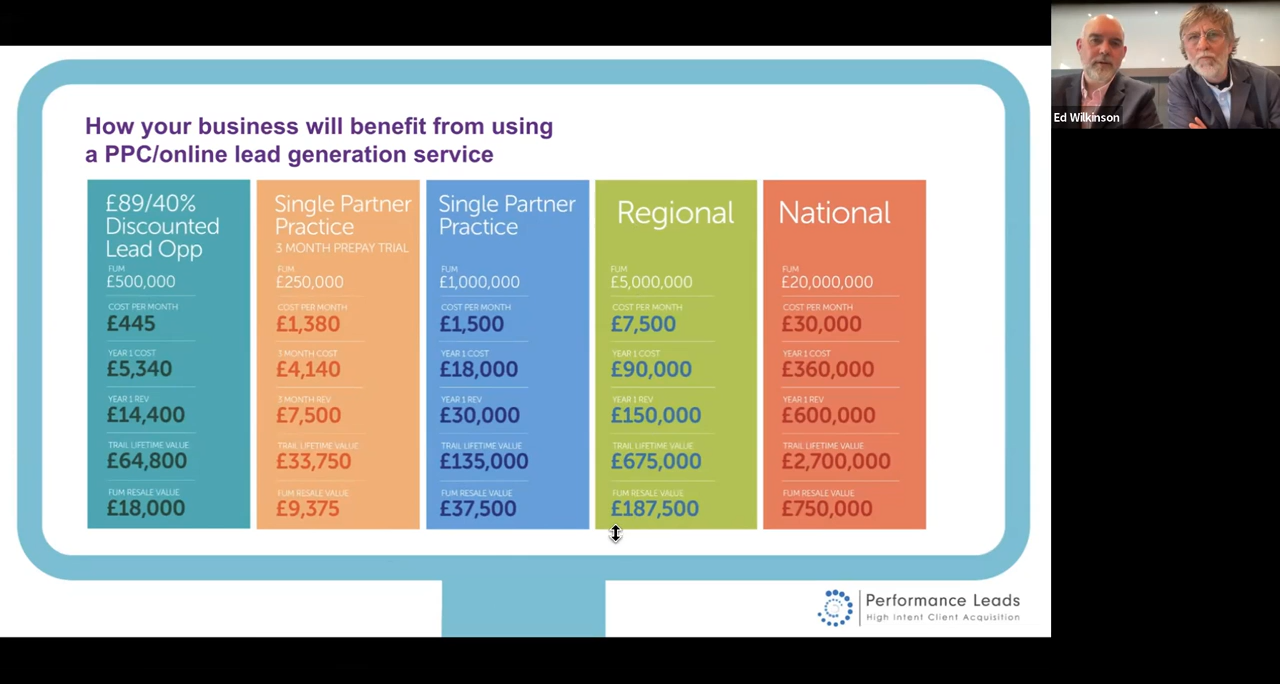 How your business will benefit from using
a PPC/online lead generation service
£89/40%
Discounted
Lead Opp
FUM
£500,000
COST PER MONTH
£445
YEAR 1 COST
£5,340
YEAR 1 REV
£14,400
TRAIL LIFETIME VALUE
£64,800
FUM RESALE VALUE
£18,000
Single Partner
Practice
3 MONTH PREPAY TRIAL
FUM
£250,000
COST PER MONTH
£1,380
3 MONTH COST
£4,140
3 MONTH REV
£7,500
TRAIL LIFETIME VALUE
£33,750
FUM RESALE VALUE
£9,375
Single Partner
Practice
FUM
£1,000,000
COST PER MONTH
£1,500
YEAR 1 COST
£18,000
YEAR 1 REV
£30,000
TRAIL LIFETIME VALUE
£135,000
FUM RESALE VALUE
£37,500
Regional
FUM
£5,000,000
COST PER MONTH
£7,500
YEAR 1 COST
£90,000
YEAR 1 REV
£150,000
TRAIL LIFETIME VALUE
£675,000
FUM RESALE VALUE
£187,500
National
FUM
£20,000,000
COST PER MONTH
£30,000
YEAR 1 COST
£360,000
YEAR 1 REV
£600,000
TRAIL LIFETIME VALUE
£2,700,000
FUM RESALE VALUE
£750,000
Performance Leads
High Intent Client Acquisition
Ed Wilkinson